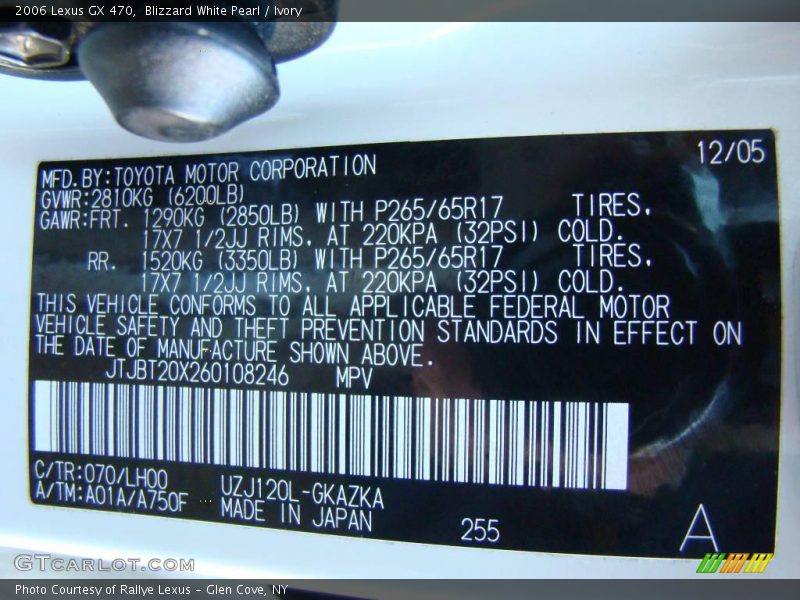 2006 Lexus GX 470, Blizzard White Pearl / Ivory
12/05
MFD.BY:TOYOTA MOTOR CORPORATION
GVWR:2810KG (6200LB)
GAWR:FRT. 1290KG (2850LB) WITH P265/65R17 TIRES,
17X7 1/2JJ RIMS, AT 220KPA (32PSI) COLD.
RR. 1520KG (3350LB) WITH P265/65R17 TIRES,
17X7 1/2JJ RIMS, AT 220KPA (32PSI) COLD.
THIS VEHICLE CONFORMS TO ALL APPLICABLE FEDERAL MOTOR
VEHICLE SAFETY AND THEFT PREVENTION STANDARDS IN EFFECT ON
THE DATE OF MANUFACTURE SHOWN ABOVE.
JTJBT20X260108246 MPV
C/TR:070/LH00 UZJ120L-GKAZKA
A/TM:A01A/A750F MADE IN JAPAN
255
A
GTcarlot.com
Photo Courtesy of Rallye Lexus - Glen Cove, NY